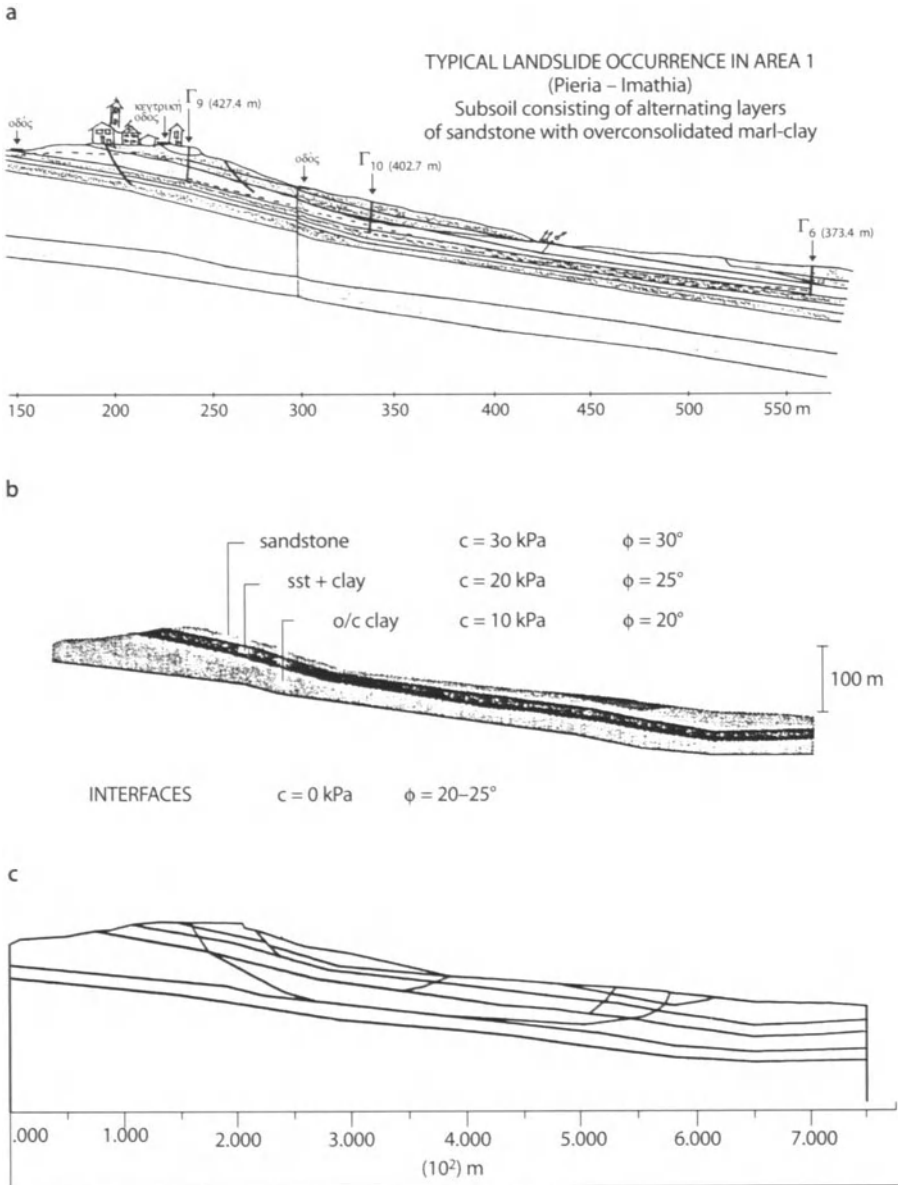 a
TYPICAL LANDSLIDE OCCURRENCE IN AREA 1
(Pieria – Imathia)
Subsoil consisting of alternating layers
of sandstone with overconsolidated marl-clay
οδός
κεντρική
οδος
Γ9 (427.4 m)
οδός
Γ10 (402.7 m)
Γ6 (373.4 m)
150 200 250 300 350 400 450 500 550 m
b
sandstone c = 3o kPa ϕ = 30°
sst + clay c = 20 kPa ϕ = 25°
o/c clay c = 10 kPa ϕ = 20°
100 m
INTERFACES c = 0 kPa ϕ = 20–25°
c
.000 1.000 2.000 3.000 4.000 5.000 6.000 7.000
(10²) m